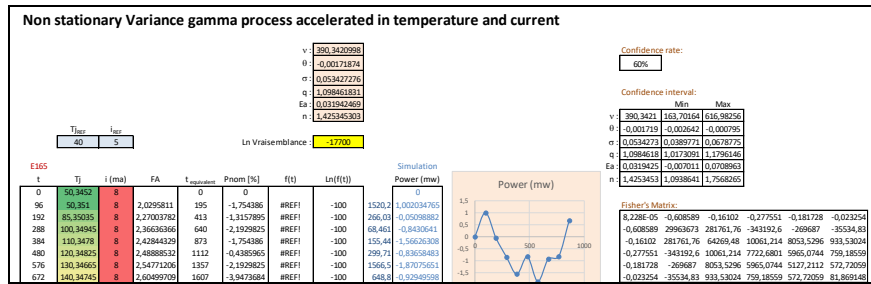 Non stationary Variance gamma process accelerated in temperature and current
ν : 390,3420998
θ : -0,00171874
σ : 0,053427276
q : 1,098461831
Ea : 0,031942469
n : 1,425345303
Confidence rate:
60%
Confidence interval:
Min Max
ν : 390,3421 163,70164 616,98256
θ : -0,001719 -0,002642 -0,000795
σ : 0,0534273 0,0389771 0,0678775
q : 1,0984618 1,0173091 1,1796146
Ea : 0,0319425 -0,007011 0,0708963
n : 1,4253453 1,0938641 1,7568265
TjREF iREF
40 5
Ln Vraisemblance : -17700
E165 Simulation
t Tj i (ma) FA t equivalent Pnom [%] f(t) Ln(f(t)) Power (mw)
0 50,3452 8 0 0 0
96 50,351 8 2,0295811 195 -1,754386 #REF! -100 1520,2 1,002034765
192 85,35035 8 2,27003782 413 -1,3157895 #REF! -100 266,03 -0,05098882
288 100,34945 8 2,36636364 640 -2,1929825 #REF! -100 68,461 -0,8430641
384 110,3478 8 2,42844329 873 -1,754386 #REF! -100 155,44 -1,56626308
480 120,34825 8 2,48888532 1112 -0,4385965 #REF! -100 299,71 -0,83658483
576 130,34665 8 2,54771206 1357 -2,1929825 #REF! -100 1566,5 -1,87075651
672 140,34745 8 2,60499709 1607 -3,9473684 #REF! -100 648,8 -0,92949598
Power (mw)
1,5
1
0,5
0
-0,5
-1
-1,5
0 500 1000
Fisher's Matrix:
8,228E-05 -0,608589 -0,16102 -0,277551 -0,181728 -0,023254
-0,608589 29963673 281761,76 -343192,6 -269687 -35534,83
-0,16102 281761,76 64269,48 10061,214 8053,5296 933,53024
-0,277551 -343192,6 10061,214 7722,6801 5965,0744 759,18559
-0,181728 -269687 8053,5296 5965,0744 5127,2112 572,72059
-0,023254 -35534,83 933,53024 759,18559 572,72059 81,869148